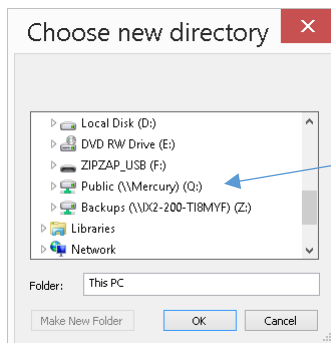 Choose new directory
Local Disk (D:)
DVD RW Drive (E:)
ZIPZAP_USB (F:)
Public (\\Mercury) (Q:)
Backups (\\IX2-200-TI8MYF) (Z:)
Libraries
Network
Folder: This PC
Make New Folder OK Cancel